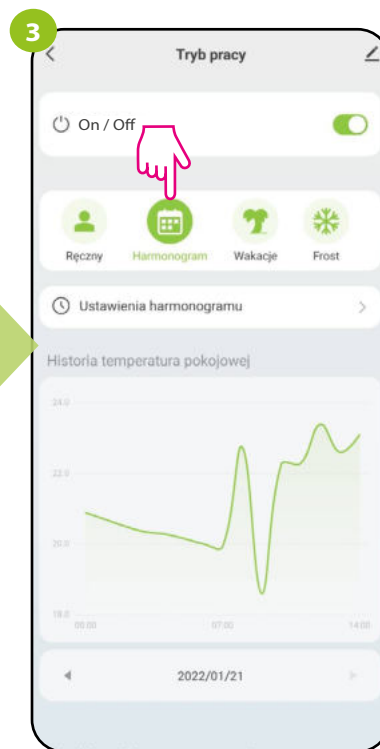 3
Tryb pracy
On / Off
Ręczny Harmonogram Wakacje Frost
Ustawienia harmonogramu
Historia temperatura pokojowej
24.0
22.0
20.0
18.0
00:00 07:00 14:00
2022/01/21